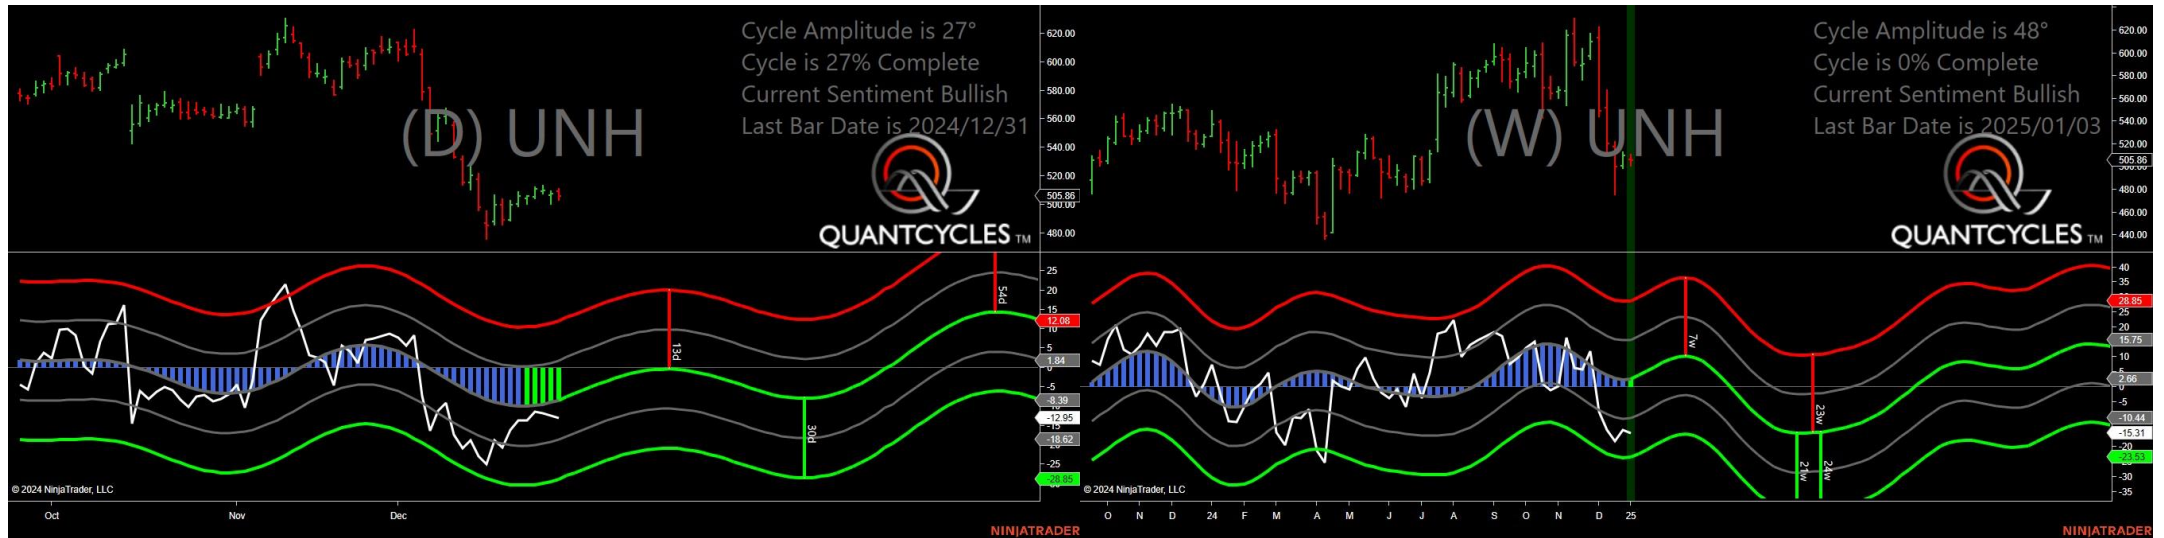 Cycle Amplitude is 27°
Cycle is 27% Complete
Current Sentiment Bullish
Last Bar Date is 2024/12/31
(D) UNH
QUANTCYCLES TM
620.00
600.00
580.00
560.00
540.00
520.00
505.86
500.00
480.00
25
20
15
12.08
10
5
1.84
0
-5
-8.39
-12.95
-15
-18.62
-25
-28.85
13d
30d
54d
© 2024 NinjaTrader, LLC
Oct
Nov
Dec
NINJATRADER
Cycle Amplitude is 48°
Cycle is 0% Complete
Current Sentiment Bullish
Last Bar Date is 2025/01/03
(W) UNH
QUANTCYCLES TM
620.00
600.00
580.00
560.00
540.00
520.00
505.86
500.00
480.00
460.00
440.00
40
35
28.85
25
20
15.75
10
5
2.66
-5
-10.44
-15.31
-20
-23.53
-30
-35
7w
23w
21w
24w
© 2024 NinjaTrader, LLC
O N D 24 F M A M J J A S O N D 25
NINJATRADER